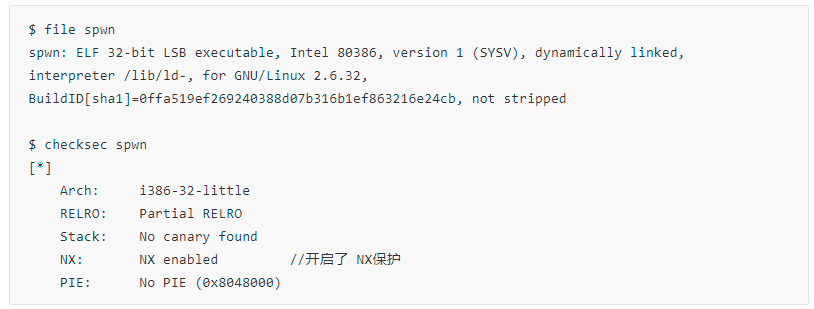 $ file spwn
spwn: ELF 32-bit LSB executable, Intel 80386, version 1 (SYSV), dynamically linked,
interpreter /lib/ld-, for GNU/Linux 2.6.32,
BuildID[sha1]=0ffa519ef269240388d07b316b1ef863216e24cb, not stripped
$ checksec spwn
[*]
Arch: i386-32-little
RELRO: Partial RELRO
Stack: No canary found
NX: NX enabled //开启了 NX保护
PIE: No PIE (0x8048000)